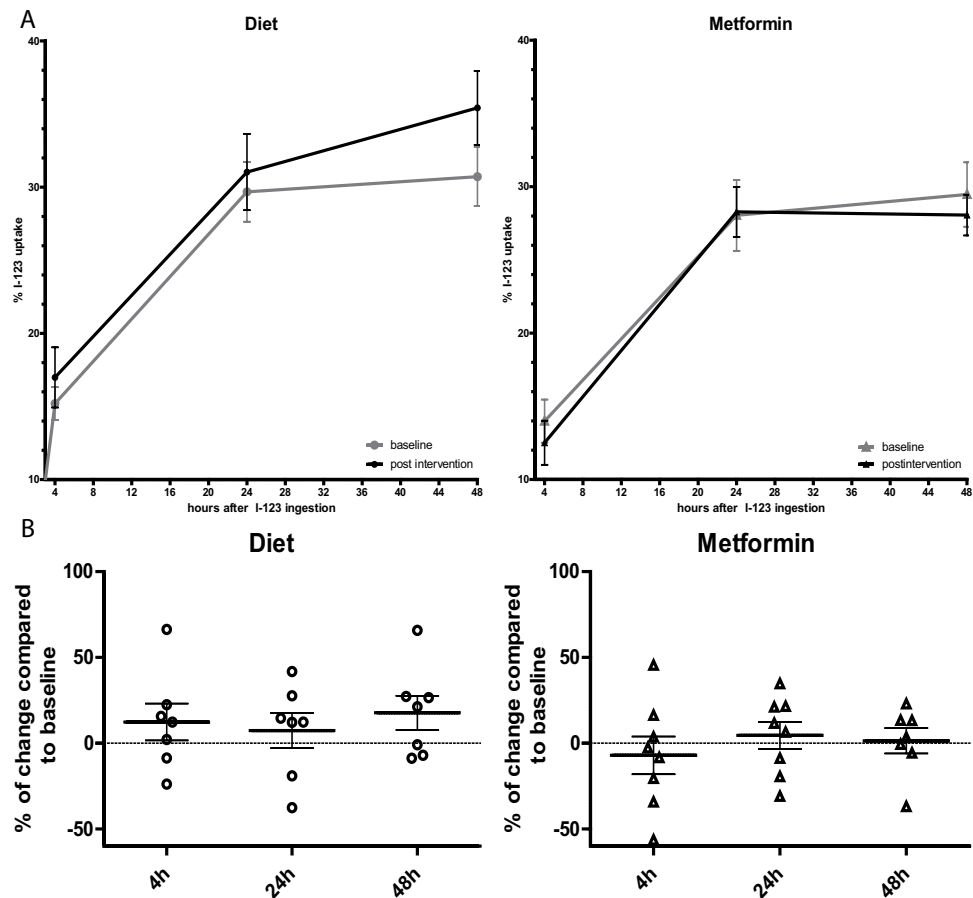 A
Diet
40
30
20
10
% I-123 uptake
baseline
post intervention
4 8 12 16 20 24 28 32 36 40 44 48
hours after I-123 ingestion
Metformin
40
30
20
10
% I-123 uptake
baseline
postintervention
4 8 12 16 20 24 28 32 36 40 44 48
hours after I-123 ingestion
B
Diet
% of change compared
to baseline
100
50
0
-50
4h 24h 48h
Metformin
% of change compared
to baseline
100
50
0
-50
4h 24h 48h